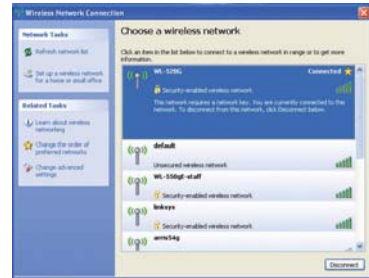 Wireless Network Connection
Network Tasks
Refresh network list
Set up a wireless network
for a home or small office
Related Tasks
Learn about wireless
networking
Change the order of
preferred networks
Change advanced
settings
Choose a wireless network
Click an item in the list below to connect to a wireless network in range or to get more
information.
WL-520G
Connected
Security-enabled wireless network
This network requires a network key. You are currently connected to the
network. To disconnect from this network, click Disconnect below.
default
Unsecured wireless network
WL-550gE-staff
Security-enabled wireless network
linksys
Security-enabled wireless network
Disconnect